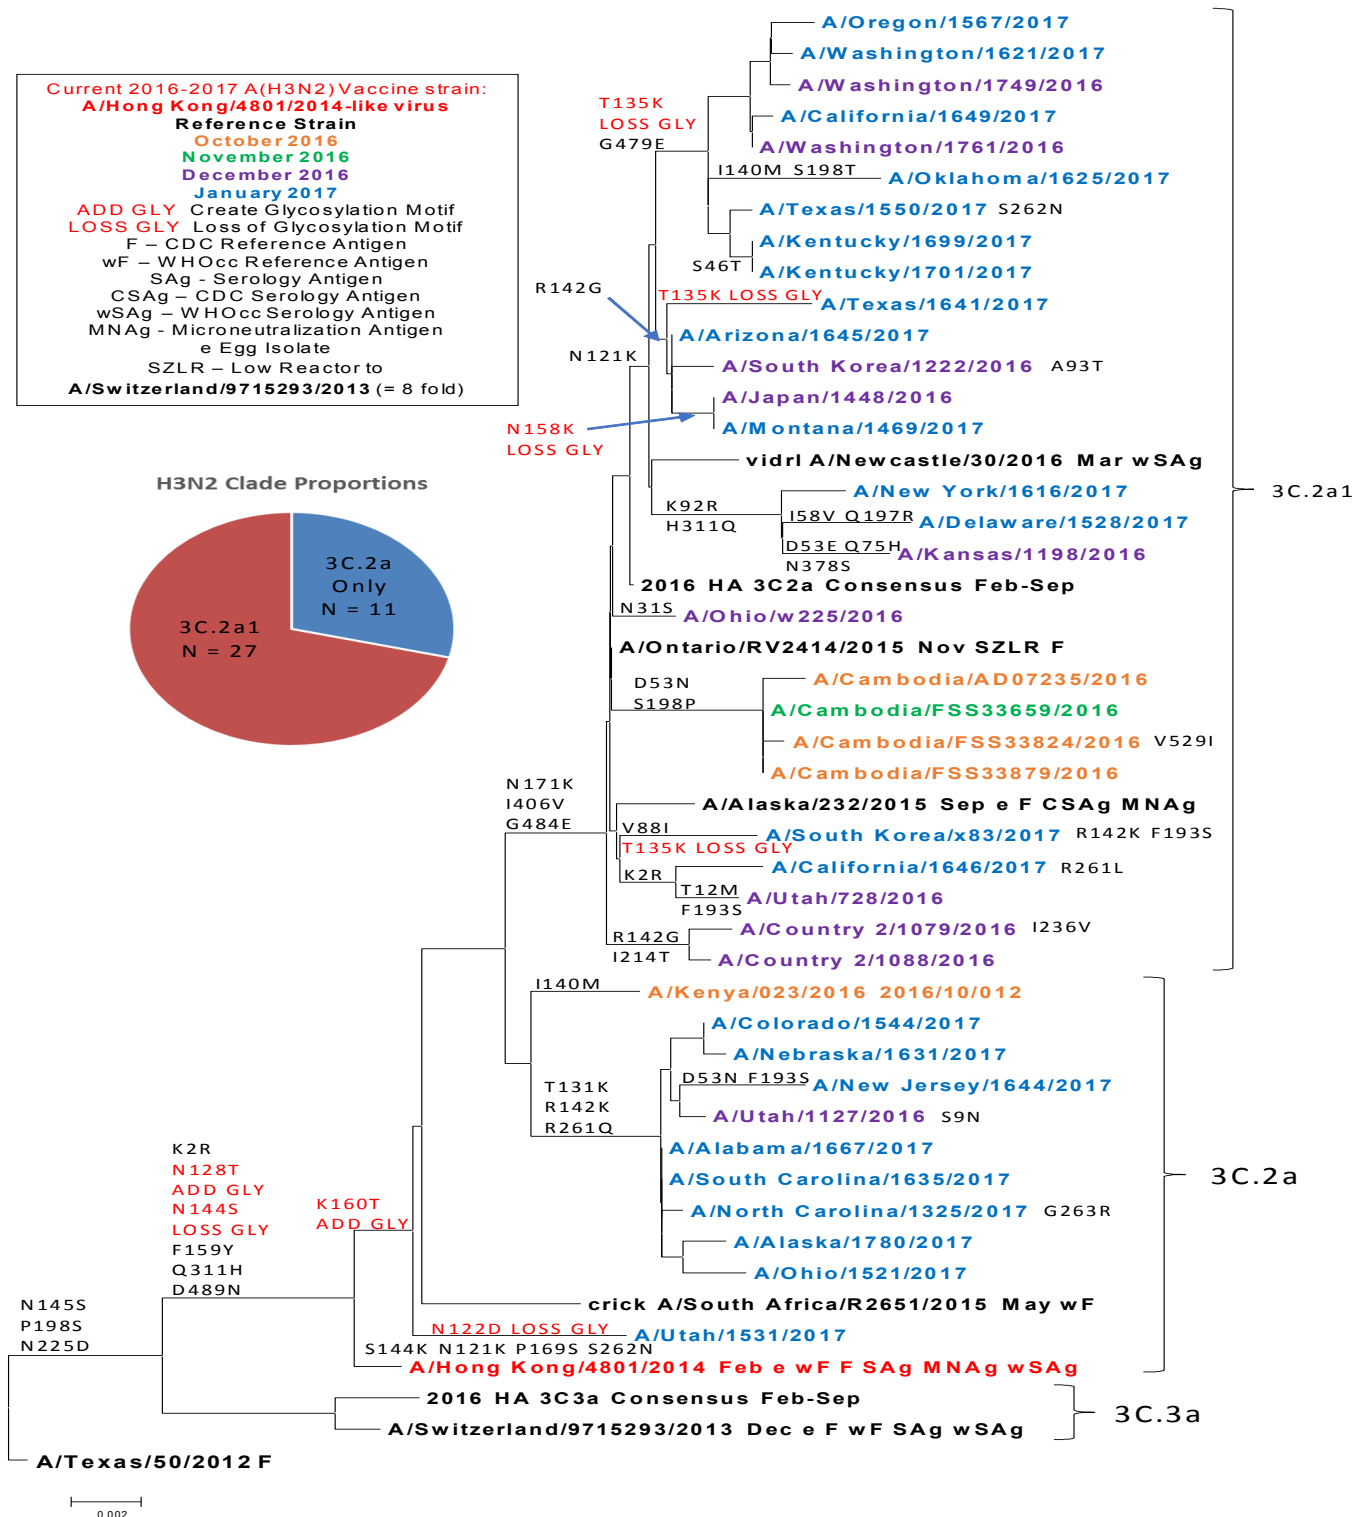 Current 2016-2017 A(H3N2) Vaccine strain:
A/Hong Kong/4801/2014-like virus
Reference Strain
October 2016
November 2016
December 2016
January 2017
ADD GLY Create Glycosylation Motif
LOSS GLY Loss of Glycosylation Motif
F – CDC Reference Antigen
wF – WHOcc Reference Antigen
SAg - Serology Antigen
CSAg – CDC Serology Antigen
wSAg – WHOcc Serology Antigen
MNAg - Microneutralization Antigen
e Egg Isolate
SZLR – Low Reactor to
A/Switzerland/9715293/2013 (= 8 fold)
H3N2 Clade Proportions
3C.2a
Only
N = 11
3C.2a1
N = 27
A/Oregon/1567/2017
A/Washington/1621/2017
A/Washington/1749/2016
T135K
LOSS GLY
G479E
A/California/1649/2017
A/Washington/1761/2016
I140M S198T
A/Oklahoma/1625/2017
A/Texas/1550/2017 S262N
A/Kentucky/1699/2017
S46T
A/Kentucky/1701/2017
R142G
T135K LOSS GLY
A/Texas/1641/2017
A/Arizona/1645/2017
N121K
A/South Korea/1222/2016 A93T
A/Japan/1448/2016
N158K
LOSS GLY
A/Montana/1469/2017
vidrl A/Newcastle/30/2016 Mar wSAg
3C.2a1
K92R
H311Q
A/New York/1616/2017
I58V Q197R
A/Delaware/1528/2017
D53E Q75H
N378S
A/Kansas/1198/2016
2016 HA 3C2a Consensus Feb-Sep
N31S
A/Ohio/w225/2016
A/Ontario/RV2414/2015 Nov SZLR F
D53N
S198P
A/Cambodia/AD07235/2016
A/Cambodia/FSS33659/2016
A/Cambodia/FSS33824/2016 V529I
A/Cambodia/FSS33879/2016
N171K
I406V
G484E
A/Alaska/232/2015 Sep e F CSAg MNAg
V88I
A/South Korea/x83/2017 R142K F193S
T135K LOSS GLY
K2R
A/California/1646/2017 R261L
T12M
F193S
A/Utah/728/2016
R142G
I214T
A/Country 2/1079/2016 I236V
A/Country 2/1088/2016
I140M
A/Kenya/023/2016 2016/10/012
A/Colorado/1544/2017
A/Nebraska/1631/2017
D53N F193S
A/New Jersey/1644/2017
T131K
R142K
R261Q
A/Utah/1127/2016 S9N
A/Alabama/1667/2017
A/South Carolina/1635/2017
3C.2a
A/North Carolina/1325/2017 G263R
A/Alaska/1780/2017
A/Ohio/1521/2017
K2R
N128T
ADD GLY
N144S
LOSS GLY
F159Y
Q311H
D489N
K160T
ADD GLY
crick A/South Africa/R2651/2015 May wF
N122D LOSS GLY
A/Utah/1531/2017
S144K N121K P169S S262N
A/Hong Kong/4801/2014 Feb e wF F SAg MNAg wSAg
N145S
P198S
N225D
2016 HA 3C3a Consensus Feb-Sep
3C.3a
A/Switzerland/9715293/2013 Dec e F wF SAg wSAg
A/Texas/50/2012 F
0.002